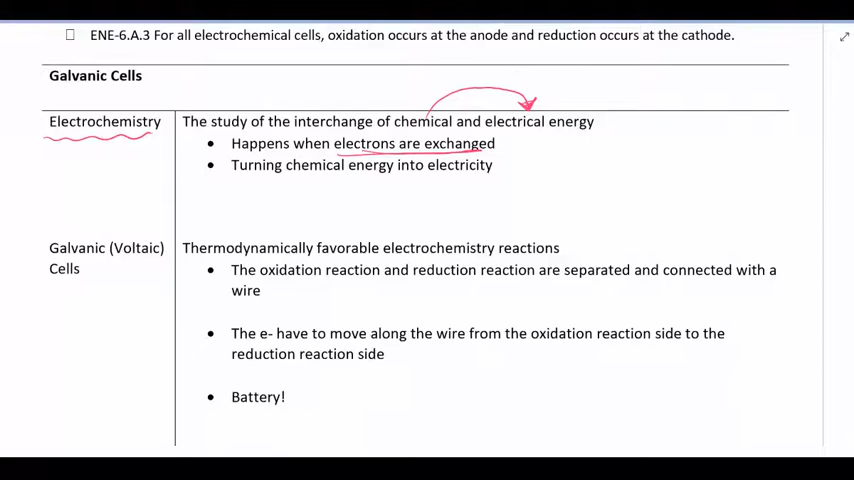 ENE-6.A.3 For all electrochemical cells, oxidation occurs at the anode and reduction occurs at the cathode.
Galvanic Cells
Electrochemistry
The study of the interchange of chemical and electrical energy
• Happens when electrons are exchanged
• Turning chemical energy into electricity
Galvanic (Voltaic)
Cells
Thermodynamically favorable electrochemistry reactions
• The oxidation reaction and reduction reaction are separated and connected with a
wire
• The e- have to move along the wire from the oxidation reaction side to the
reduction reaction side
• Battery!